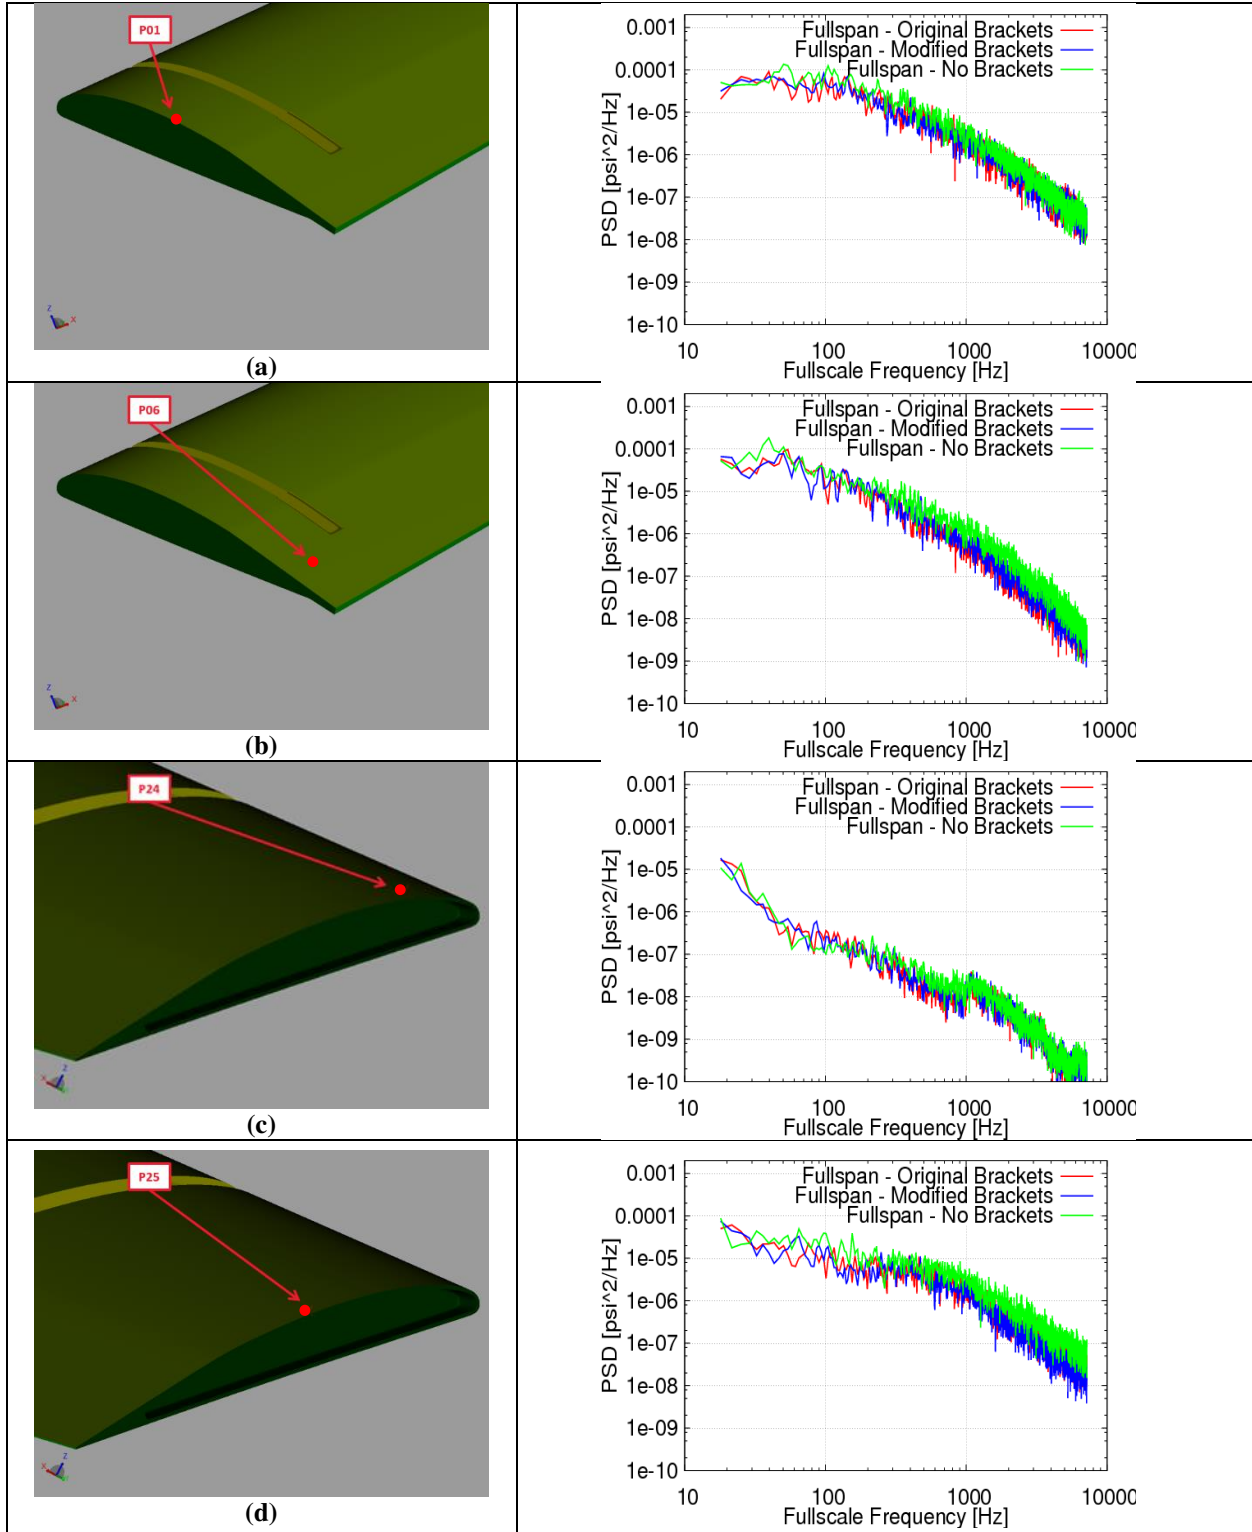 P01
z
x
(a)
Fullspan - Original Brackets
Fullspan - Modified Brackets
Fullspan - No Brackets
0.001
0.0001
1e-05
1e-06
1e-07
1e-08
1e-09
1e-10
PSD [psi^2/Hz]
10 100 1000 10000
Fullscale Frequency [Hz]
P06
z
x
(b)
Fullspan - Original Brackets
Fullspan - Modified Brackets
Fullspan - No Brackets
0.001
0.0001
1e-05
1e-06
1e-07
1e-08
1e-09
1e-10
PSD [psi^2/Hz]
10 100 1000 10000
Fullscale Frequency [Hz]
P24
x
z
(c)
Fullspan - Original Brackets
Fullspan - Modified Brackets
Fullspan - No Brackets
0.001
0.0001
1e-05
1e-06
1e-07
1e-08
1e-09
1e-10
PSD [psi^2/Hz]
10 100 1000 10000
Fullscale Frequency [Hz]
P25
z
x
(d)
Fullspan - Original Brackets
Fullspan - Modified Brackets
Fullspan - No Brackets
0.001
0.0001
1e-05
1e-06
1e-07
1e-08
1e-09
1e-10
PSD [psi^2/Hz]
10 100 1000 10000
Fullscale Frequency [Hz]